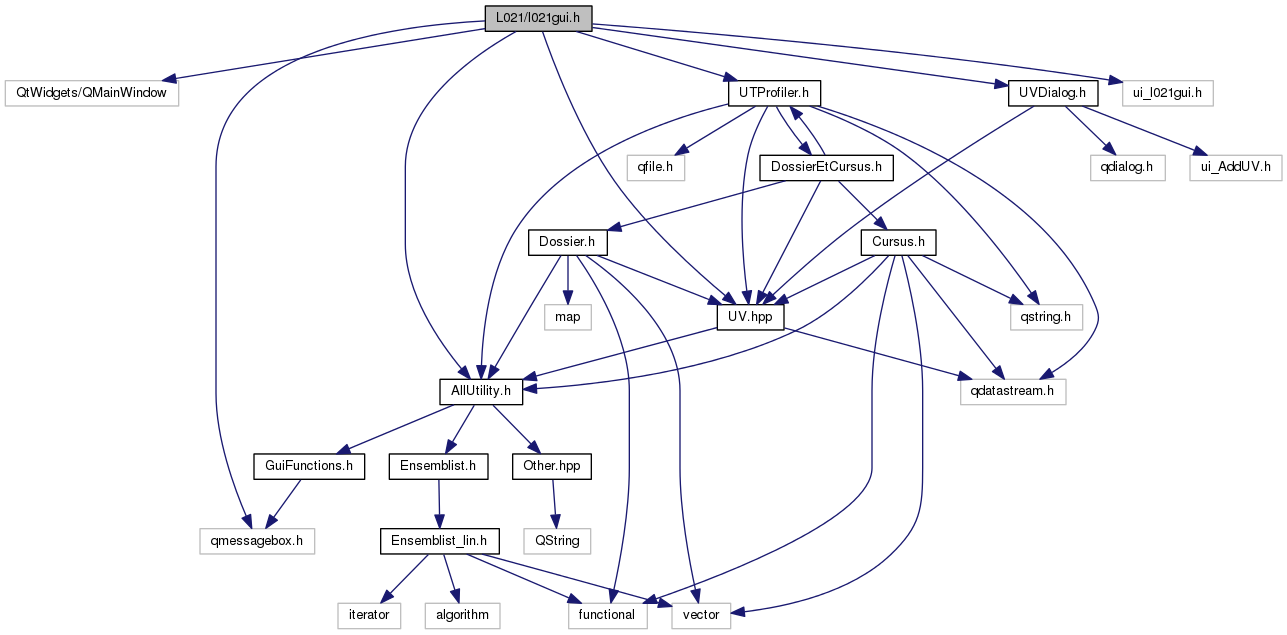 L021/l021gui.h
QtWidgets/QMainWindow
UTProfiler.h
UVDialog.h
ui_l021gui.h
qfile.h
DossierEtCursus.h
qdialog.h
ui_AddUV.h
Dossier.h
Cursus.h
map
UV.hpp
qstring.h
AllUtility.h
qdatastream.h
GuiFunctions.h
Ensemblist.h
Other.hpp
qmessagebox.h
Ensemblist_lin.h
QString
iterator
algorithm
functional
vector